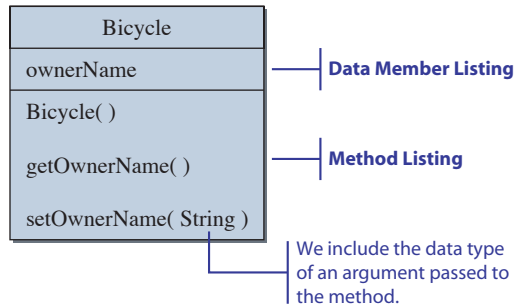 Bicycle
ownerName
Data Member Listing
Bicycle( )
getOwnerName( )
Method Listing
setOwnerName( String )
We include the data type
of an argument passed to
the method.